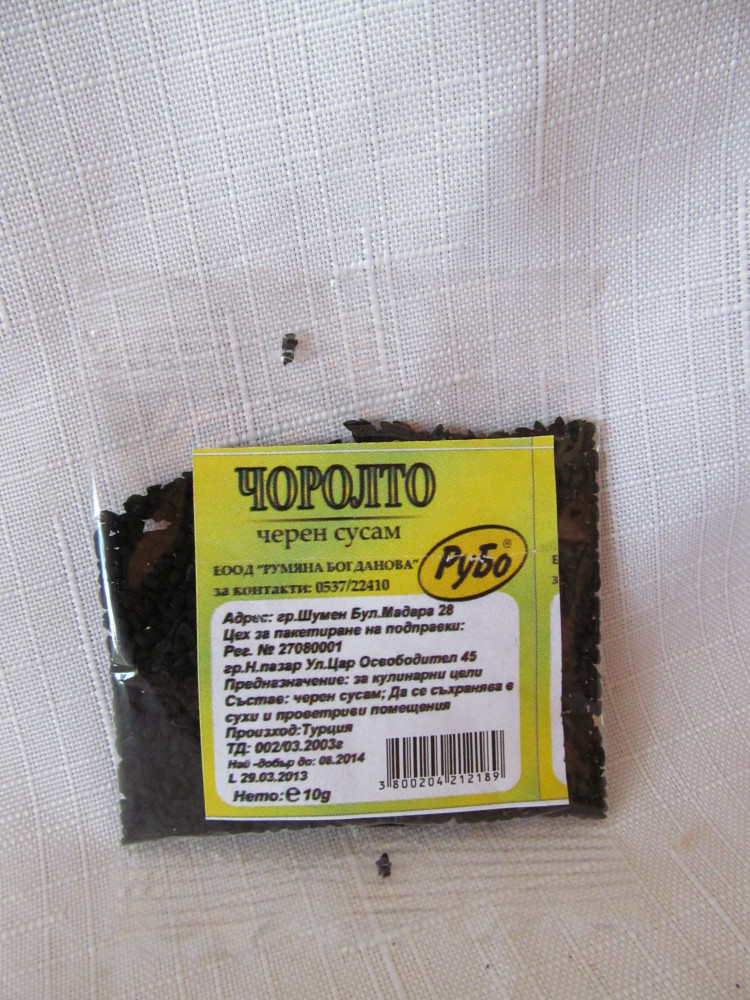 ЧОРОЛТО
черен сусам
ЕООД "РУМЯНА БОГДАНОВА"
за контакти: 0537/22410
РуБо®
Адрес: гр.Шумен Бул.Мадара 28
Цех за пакетиране на подправки:
Рег. № 27080001
гр.Н.пазар Ул.Цар Освободител 45
Предназначение: за кулинарни цели
Състав: черен сусам; Да се съхранява в
сухи и проветриви помещения
Произход:Турция
ТД: 002/03.2003г
Най -добър до: 08.2014
L 29.03.2013
Нето:℮10g
3800204212189